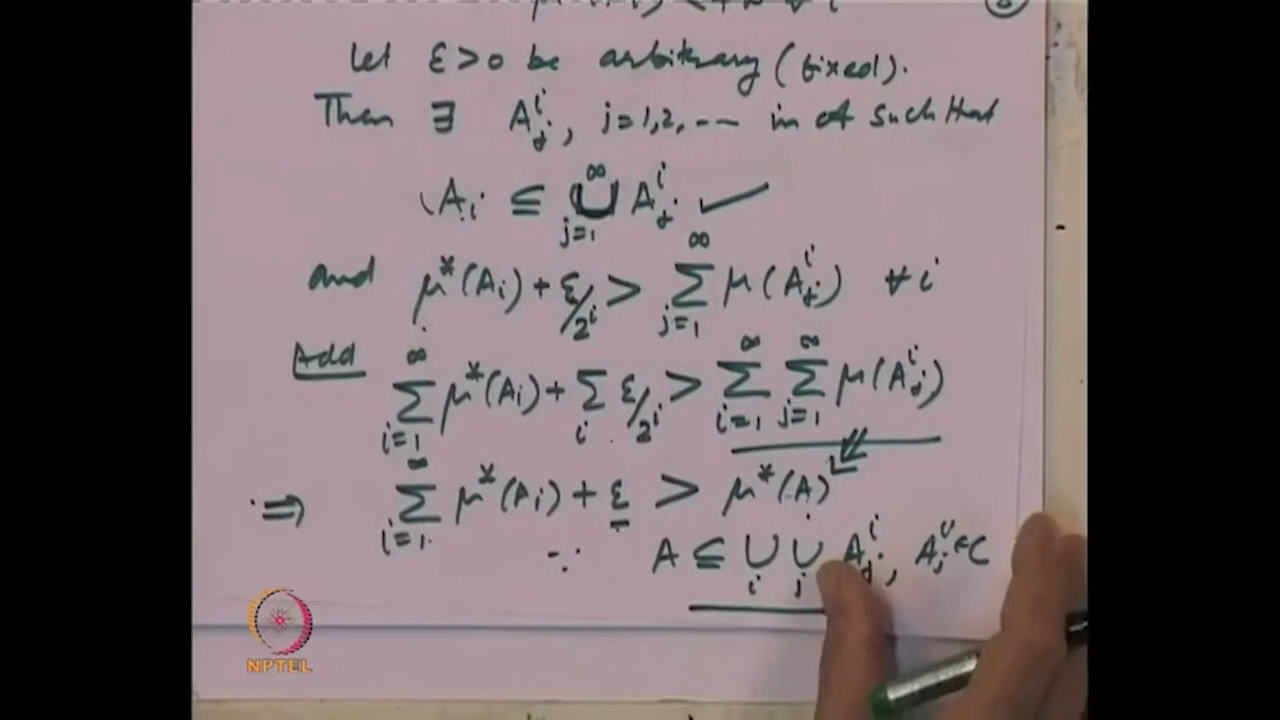 Let ε > 0 be arbitrary (fixed).
Then ∃ A_j^i, j=1,2,--- in A such that
A_i ⊆ ⋃_{j=1}^∞ A_j^i ✓
and μ*(A_i) + ε/2^i > ∑_{j=1}^∞ μ(A_j^i) ∀ i
Add ∑_{i=1}^∞ μ*(A_i) + ∑_i ε/2^i > ∑_{i=1}^∞ ∑_{j=1}^∞ μ(A_j^i)
⇒ ∑_{i=1}^∞ μ*(A_i) + ε > μ*(A)
∵ A ⊆ ⋃_i ⋃_j A_j^i, A_j^i ∈ C
NPTEL